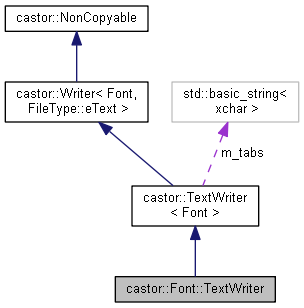 castor::NonCopyable
castor::Writer< Font,
FileType::eText >
std::basic_string<
xchar >
m_tabs
castor::TextWriter
< Font >
castor::Font::TextWriter